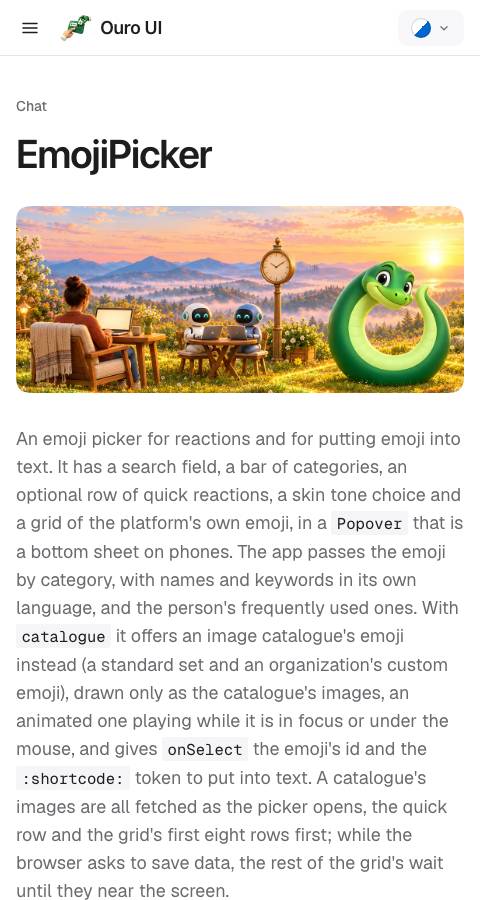 Ouro UI
Chat
EmojiPicker
An emoji picker for reactions and for putting emoji into
text. It has a search field, a bar of categories, an
optional row of quick reactions, a skin tone choice and
a grid of the platform's own emoji, in a Popover that is
a bottom sheet on phones. The app passes the emoji
by category, with names and keywords in its own
language, and the person's frequently used ones. With
catalogue it offers an image catalogue's emoji
instead (a standard set and an organization's custom
emoji), drawn only as the catalogue's images, an
animated one playing while it is in focus or under the
mouse, and gives onSelect the emoji's id and the
:shortcode: token to put into text. A catalogue's
images are all fetched as the picker opens, the quick
row and the grid's first eight rows first; while the
browser asks to save data, the rest of the grid's wait
until they near the screen.